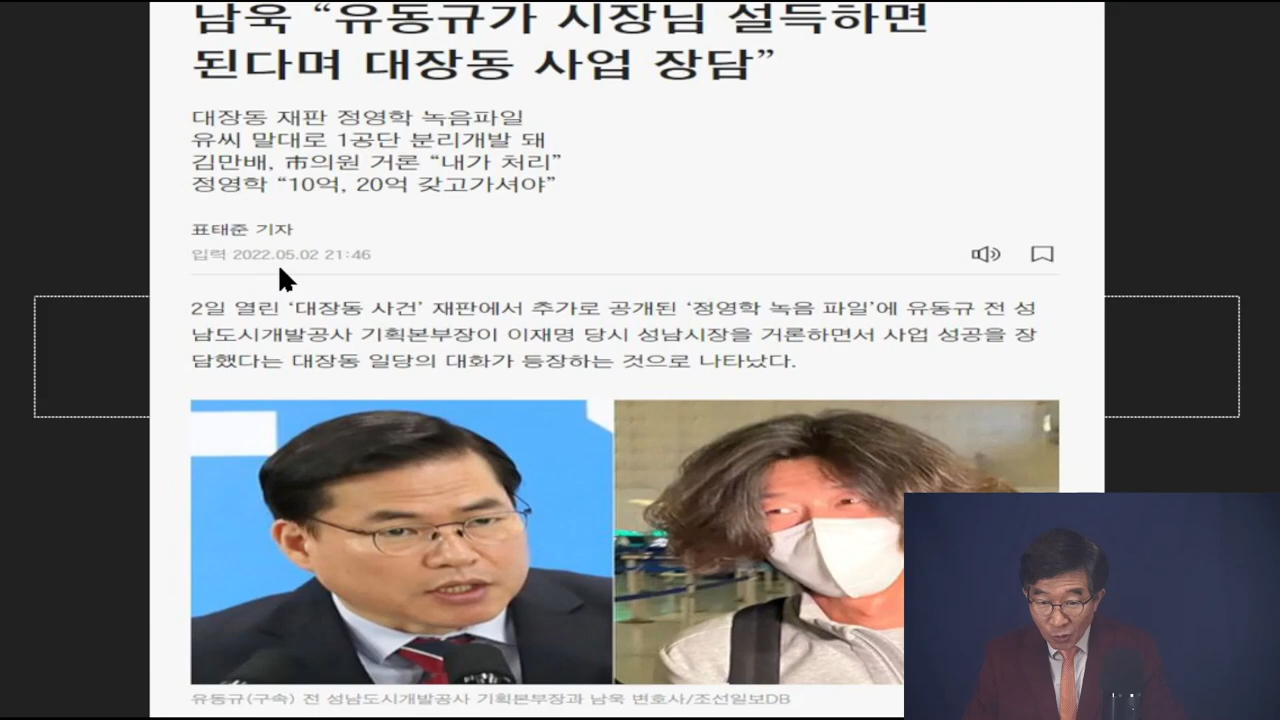 남욱 “유동규가 시장님 설득하면
된다며 대장동 사업 장담”
대장동 재판 정영학 녹음파일
유씨 말대로 1공단 분리개발 돼
김만배, 市의원 거론 “내가 처리”
정영학 “10억, 20억 갖고가셔야”
표태준 기자
입력 2022.05.02 21:46
2일 열린 ‘대장동 사건’ 재판에서 추가로 공개된 ‘정영학 녹음 파일’에 유동규 전 성
남도시개발공사 기획본부장이 이재명 당시 성남시장을 거론하면서 사업 성공을 장
담했다는 대장동 일당의 대화가 등장하는 것으로 나타났다.
유동규(구속) 전 성남도시개발공사 기획본부장과 남욱 변호사/조선일보DB